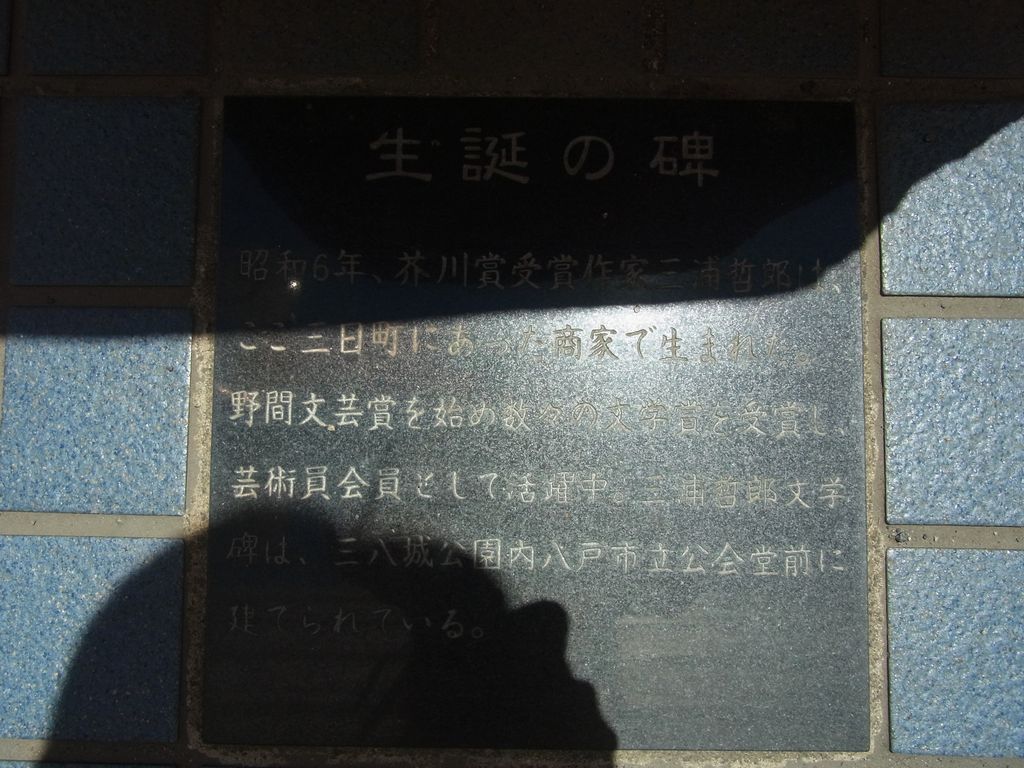 生誕の碑
昭和6年、芥川賞受賞作家三浦哲郎は、
ここ三日町にあった商家で生まれた。
野間文芸賞を始め数々の文学賞を受賞し、
芸術員会員として活躍中。三浦哲郎文学
碑は、三八城公園内八戸市立公会堂前に
建てられている。